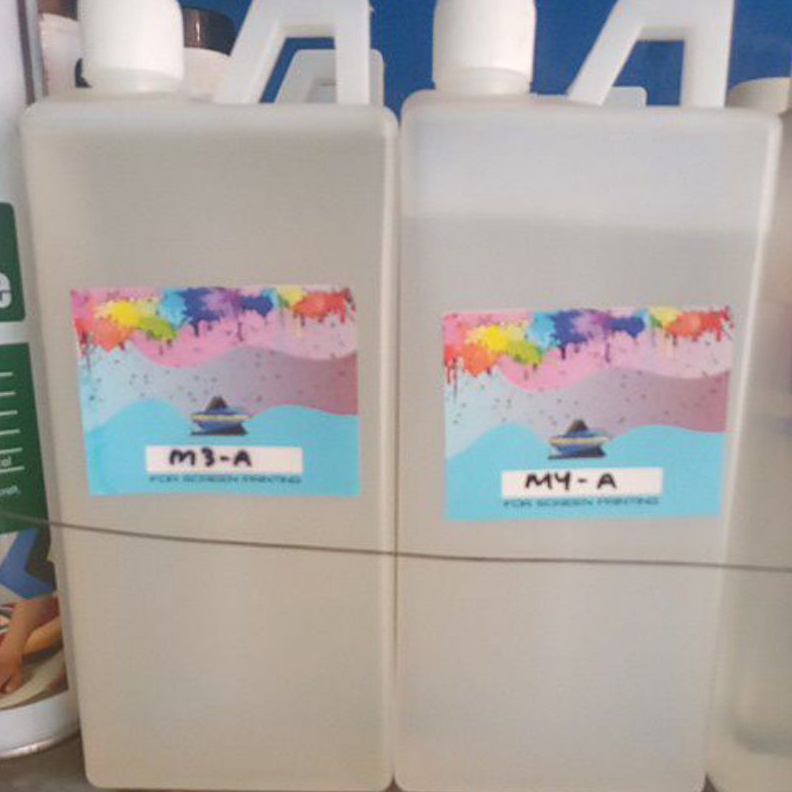 M3-A
FOR SCREEN PRINTING
M4-A
FOR SCREEN PRINTING